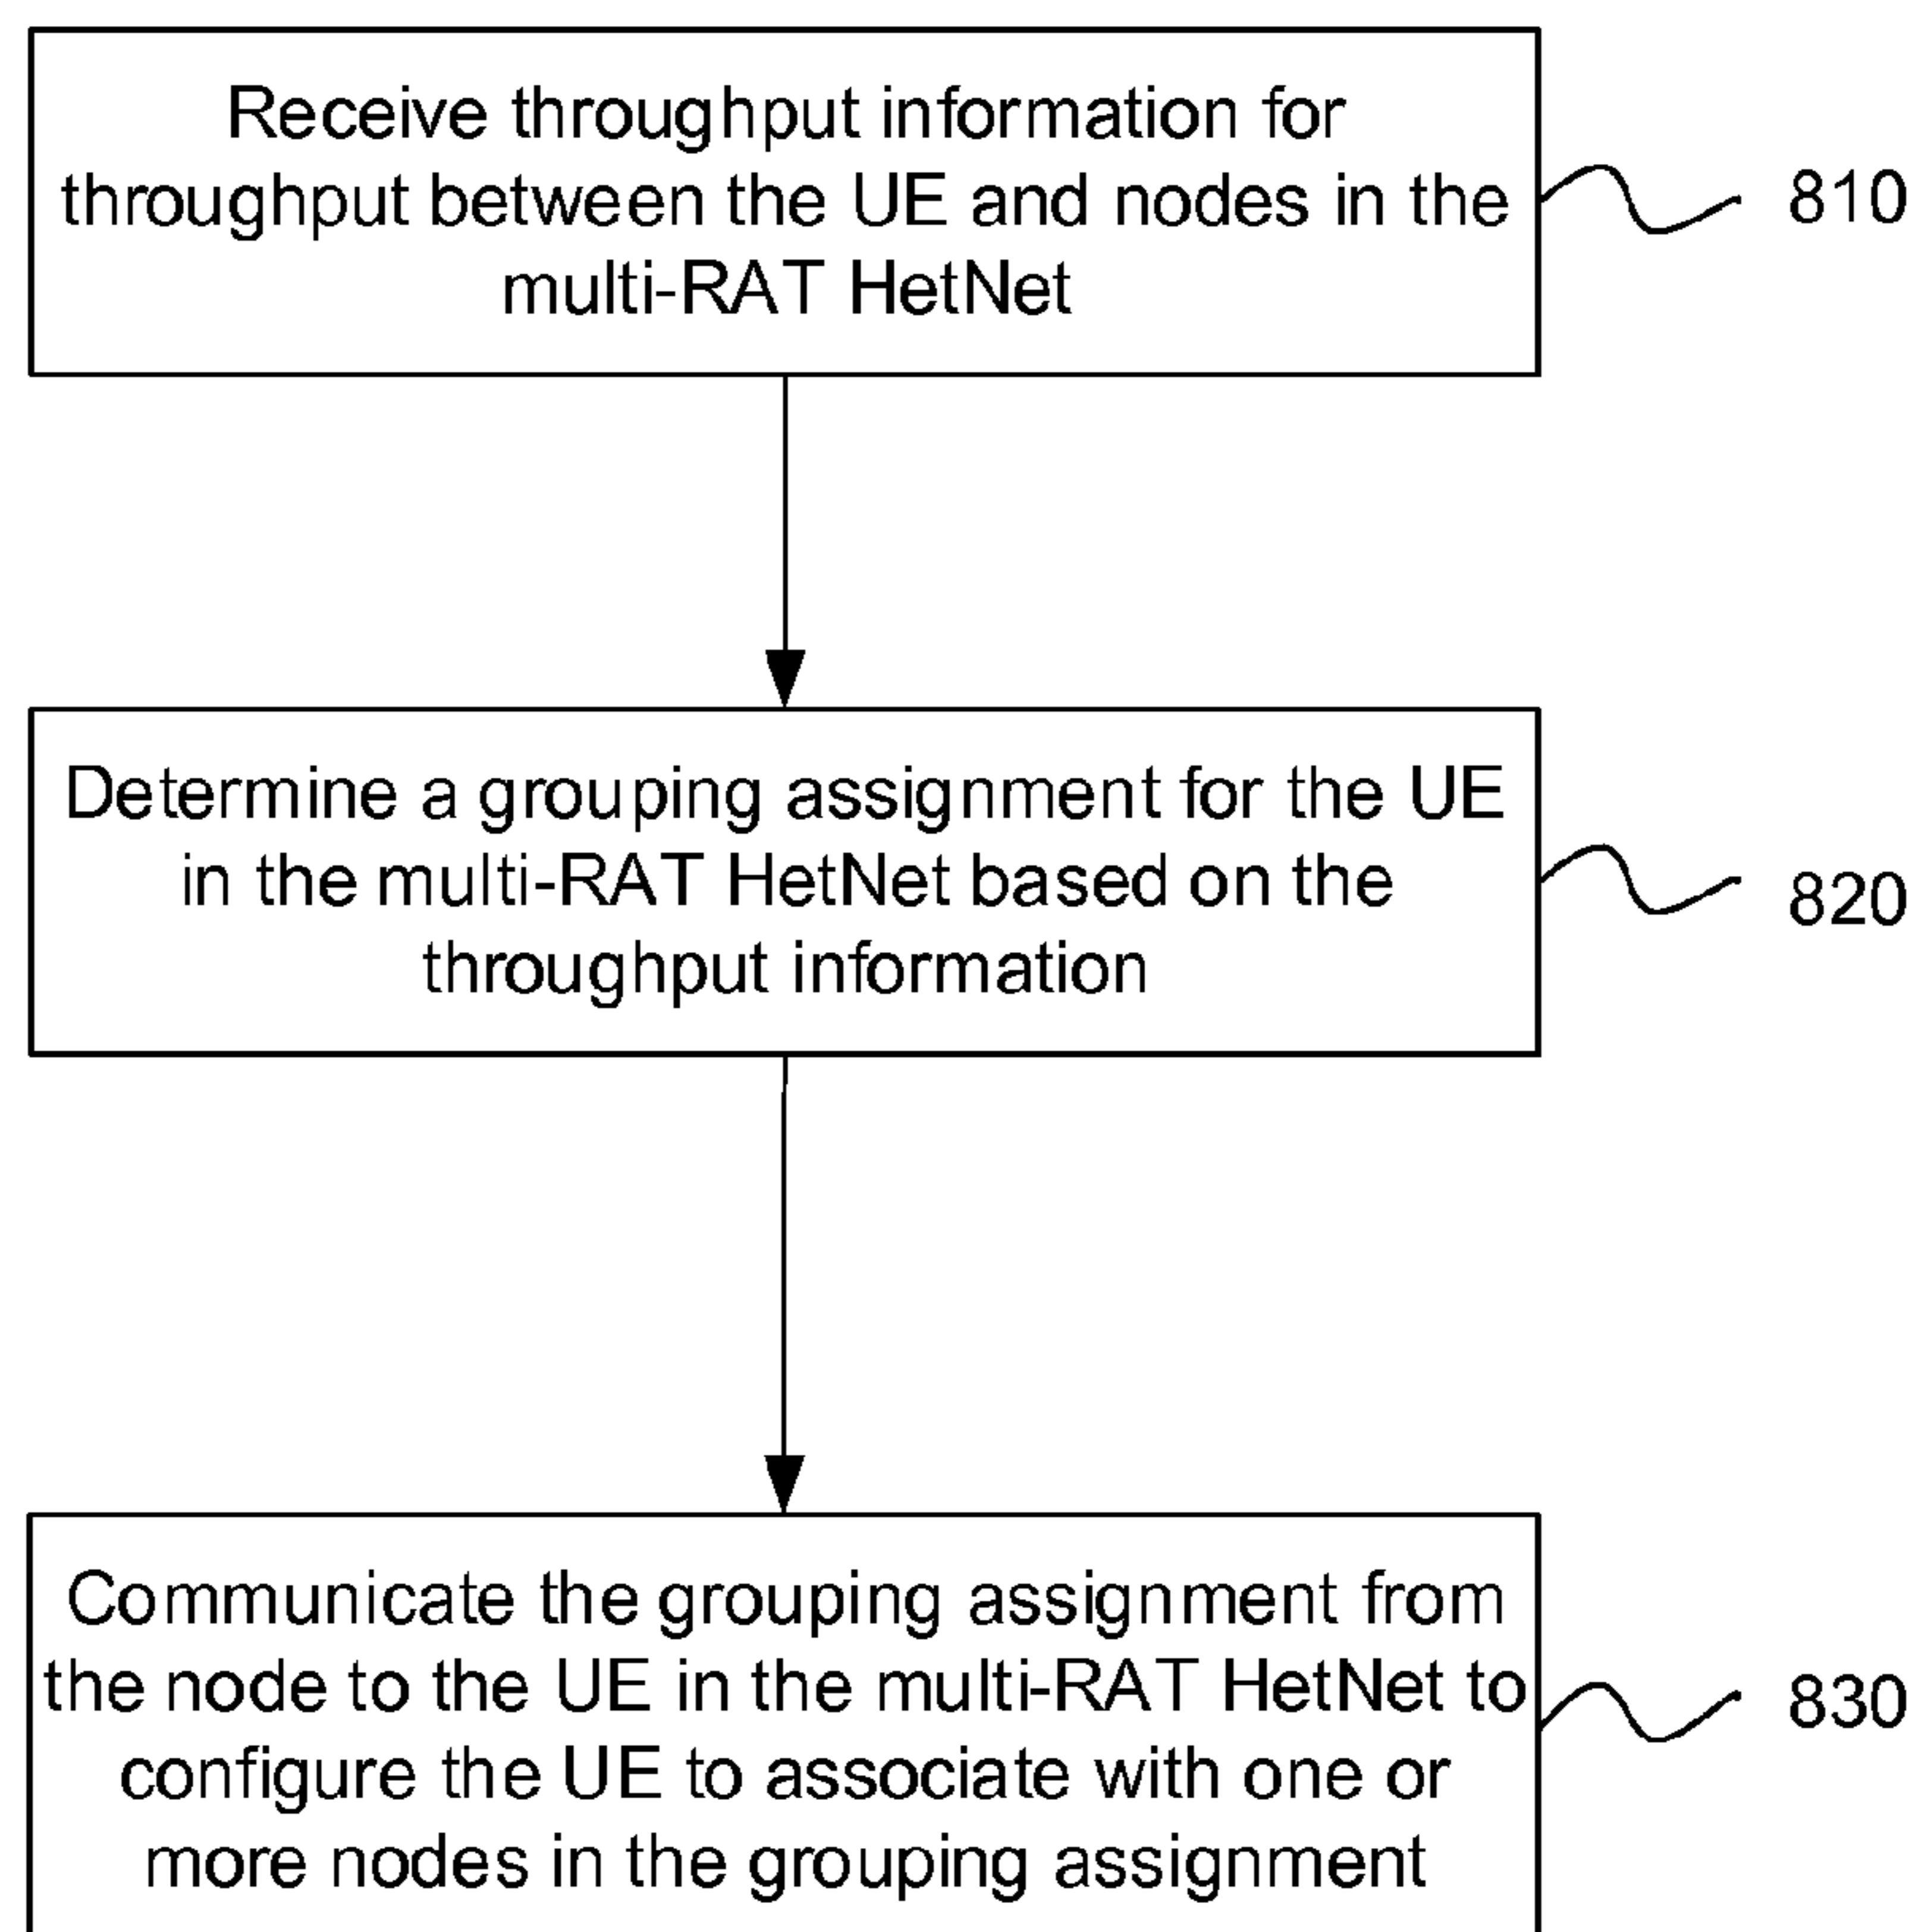 Receive throughput information for
throughput between the UE and nodes in the
multi-RAT HetNet
810
Determine a grouping assignment for the UE
in the multi-RAT HetNet based on the
throughput information
820
Communicate the grouping assignment from
the node to the UE in the multi-RAT HetNet to
configure the UE to associate with one or
more nodes in the grouping assignment
830